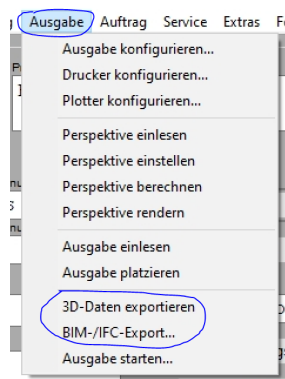 Ausgabe Auftrag Service Extras
Ausgabe konfigurieren...
Drucker konfigurieren...
Plotter konfigurieren...
Perspektive einlesen
Perspektive einstellen
Perspektive berechnen
Perspektive rendern
Ausgabe einlesen
Ausgabe platzieren
3D-Daten exportieren
BIM-/IFC-Export...
Ausgabe starten...